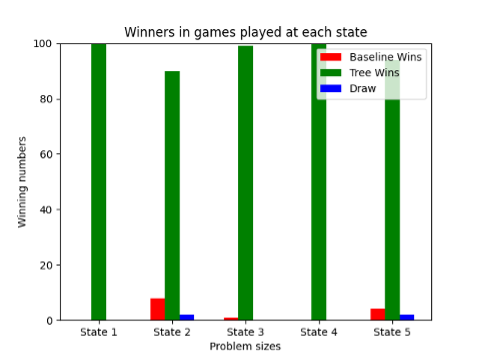 Winners in games played at each state
100
80
60
40
20
0
Winning numbers
Baseline Wins
Tree Wins
Draw
State 1 State 2 State 3 State 4 State 5
Problem sizes